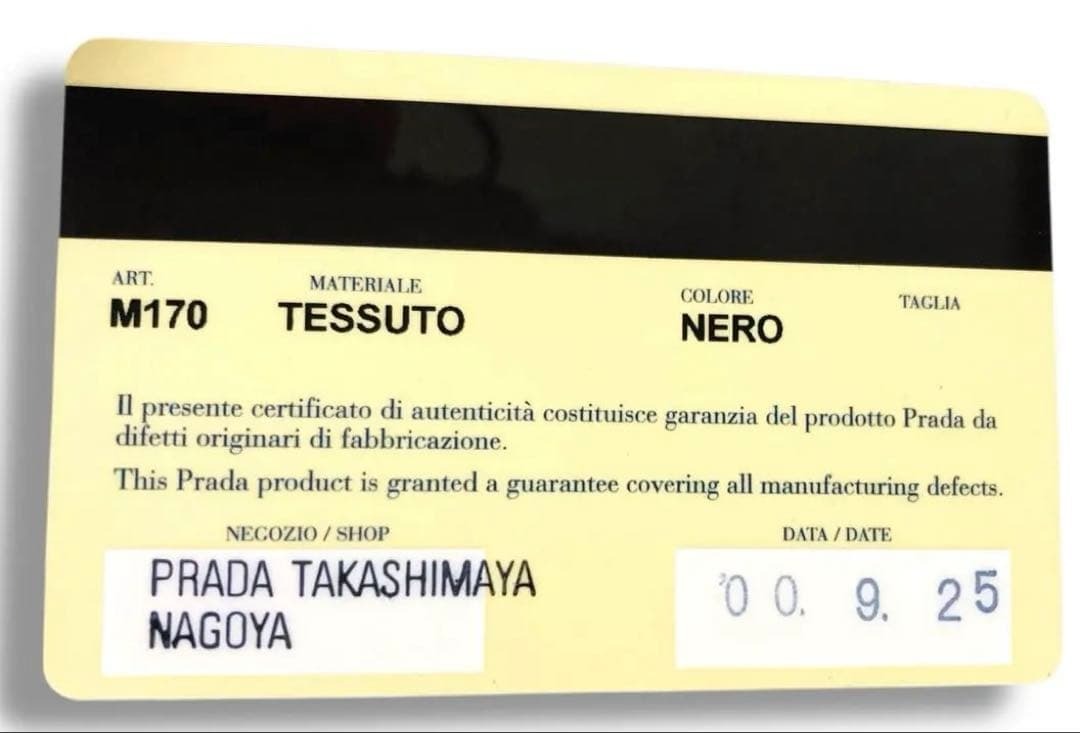 ART. MATERIALE COLORE TAGLIA
M170 TESSUTO NERO
Il presente certificato di autenticità costituisce garanzia del prodotto Prada da
difetti originari di fabbricazione.
This Prada product is granted a guarantee covering all manufacturing defects.
NEGOZIO / SHOP DATA / DATE
PRADA TAKASHIMAYA '00. 9. 25
NAGOYA